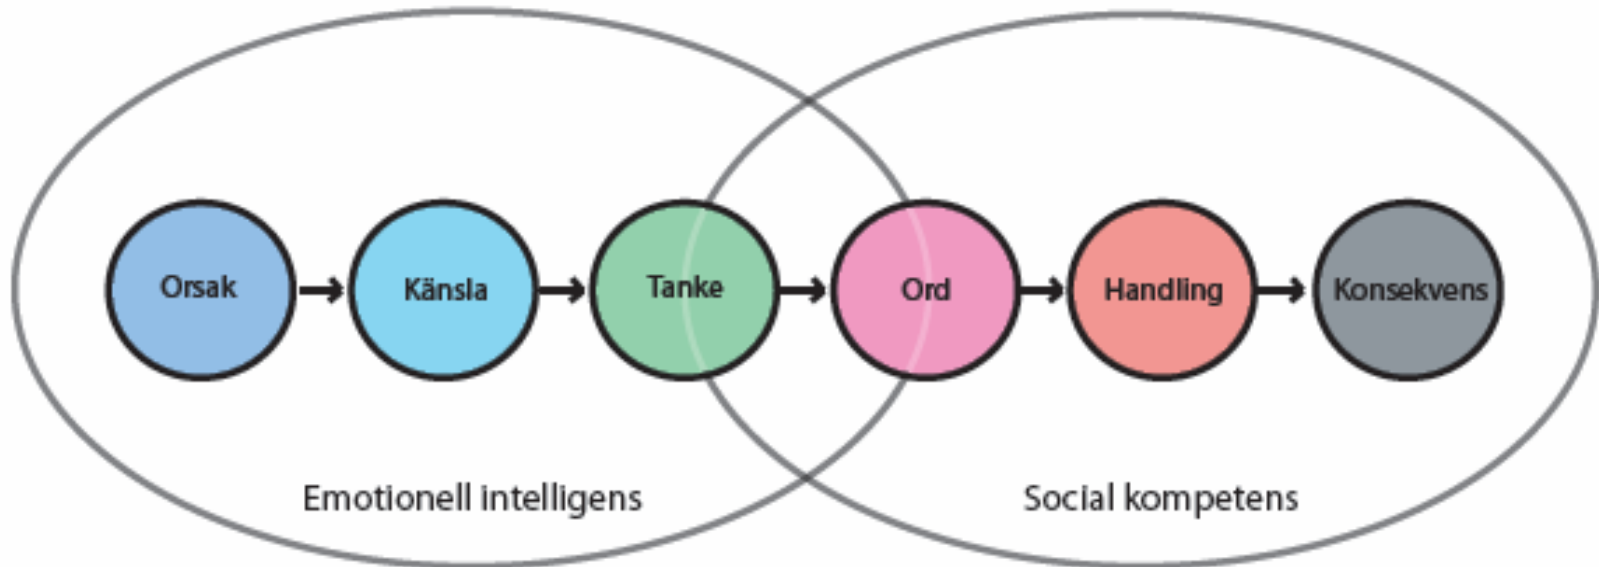 Orsak
Känsla
Tanke
Ord
Handling
Konsekvens
Emotionell intelligens
Social kompetens